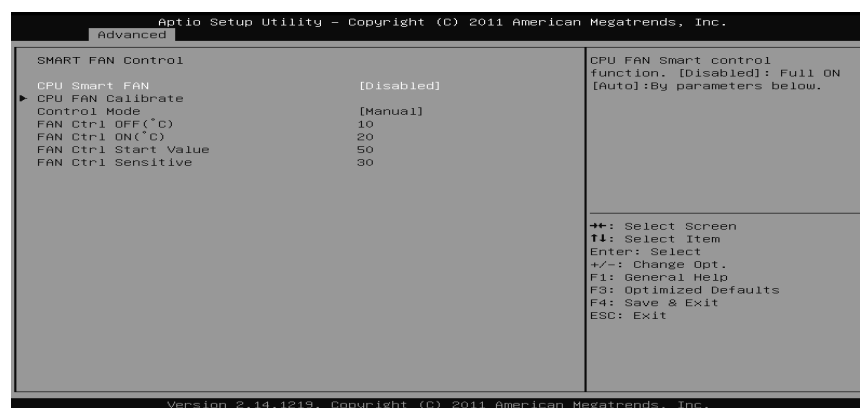 Aptio Setup Utility – Copyright (C) 2011 American Megatrends, Inc.
Advanced
SMART FAN Control
CPU Smart FAN [Disabled]
► CPU FAN Calibrate
Control Mode [Manual]
FAN Ctrl OFF(°C) 10
FAN Ctrl ON(°C) 20
FAN Ctrl Start Value 50
FAN Ctrl Sensitive 30
CPU FAN Smart control
function. [Disabled]: Full ON
[Auto]:By parameters below.
→←: Select Screen
↑↓: Select Item
Enter: Select
+/-: Change Opt.
F1: General Help
F3: Optimized Defaults
F4: Save & Exit
ESC: Exit
Version 2.14.1219. Copyright (C) 2011 American Megatrends, Inc.